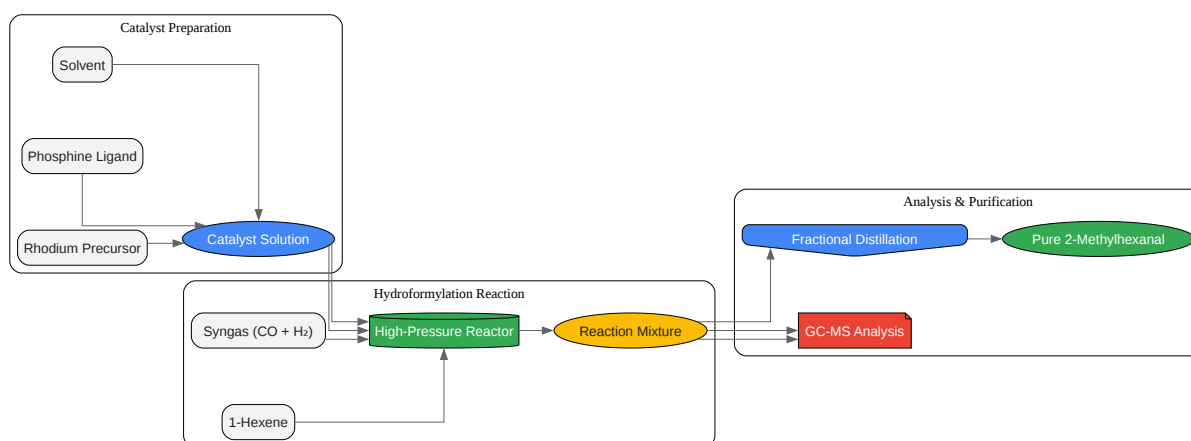 Catalyst Preparation
Solvent
Phosphine Ligand
Rhodium Precursor
Catalyst Solution
Hydroformylation Reaction
Syngas (CO + H₂)
High-Pressure Reactor
Reaction Mixture
1-Hexene
Analysis & Purification
Fractional Distillation
Pure 2-Methylhexanal
GC-MS Analysis